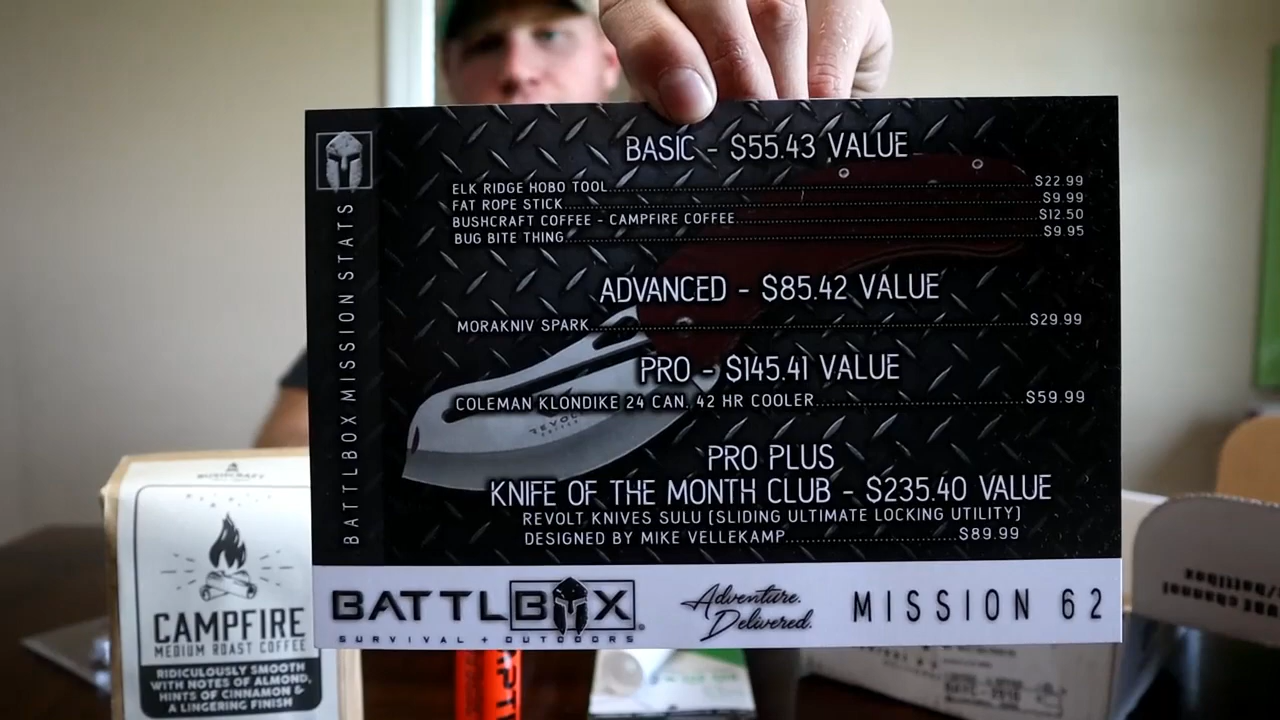 BASIC - $55.43 VALUE
ELK RIDGE HOBO TOOL $22.99
FAT ROPE STICK $9.99
BUSHCRAFT COFFEE - CAMPFIRE COFFEE $12.50
BUG BITE THING $9.95
ADVANCED - $85.42 VALUE
MORAKNIV SPARK $29.99
PRO - $145.41 VALUE
COLEMAN KLONDIKE 24 CAN, 42 HR COOLER $59.99
PRO PLUS
KNIFE OF THE MONTH CLUB - $235.40 VALUE
REVOLT KNIVES SULU (SLIDING ULTIMATE LOCKING UTILITY)
DESIGNED BY MIKE VELLEKAMP $89.99
BATTLBOX MISSION STATS
BATTLBOX
SURVIVAL + OUTDOORS
Adventure.
Delivered.
MISSION 62
CAMPFIRE
MEDIUM ROAST COFFEE
RIDICULOUSLY SMOOTH
WITH NOTES OF ALMOND,
HINTS OF CINNAMON &
A LINGERING FINISH